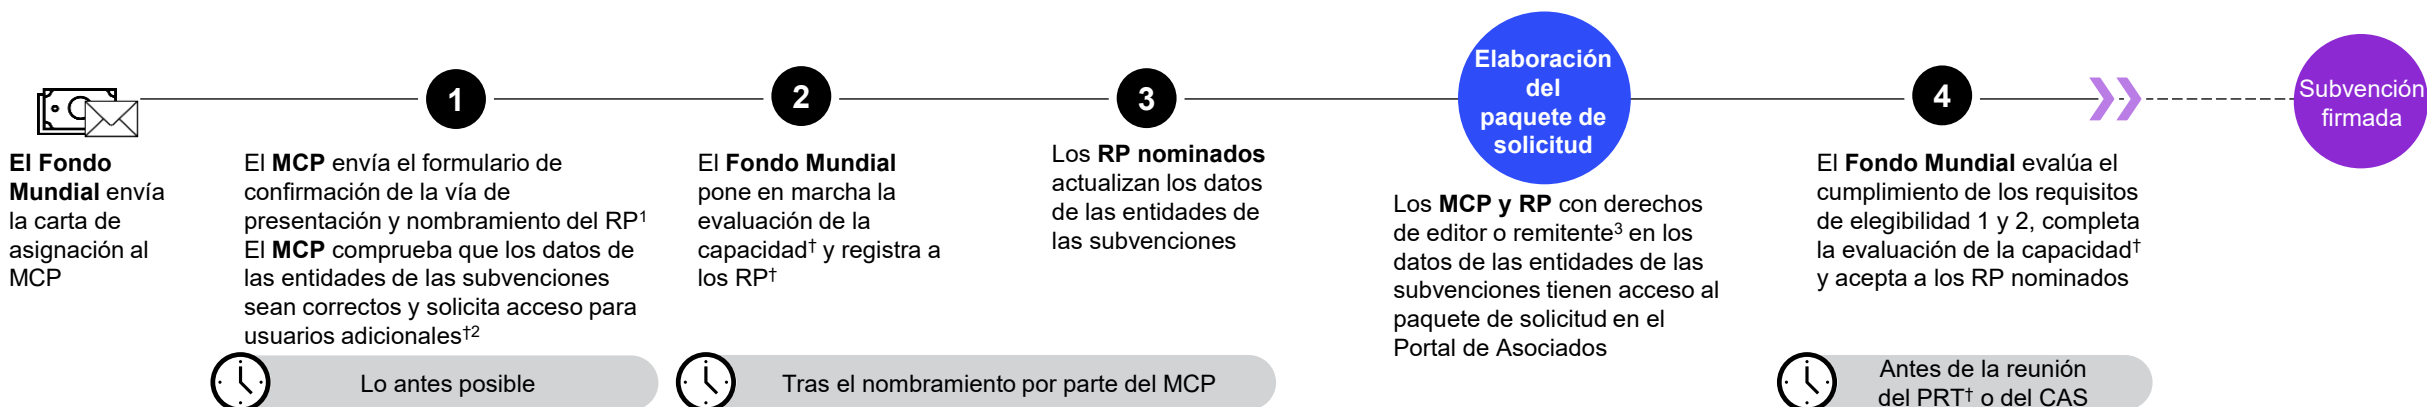 El Fondo
Mundial envía
la carta de
asignación al
MCP
1
El MCP envía el formulario de
confirmación de la vía de
presentación y nombramiento del RP¹
El MCP comprueba que los datos de
las entidades de las subvenciones
sean correctos y solicita acceso para
usuarios adicionales†²
Lo antes posible
2
El Fondo Mundial
pone en marcha la
evaluación de la
capacidad† y registra a
los RP†
3
Los RP nominados
actualizan los datos
de las entidades de
las subvenciones
Tras el nombramiento por parte del MCP
Elaboración
del
paquete de
solicitud
Los MCP y RP con derechos
de editor o remitente³ en los
datos de las entidades de las
subvenciones tienen acceso al
paquete de solicitud en el
Portal de Asociados
4
El Fondo Mundial evalúa el
cumplimiento de los requisitos
de elegibilidad 1 y 2, completa
la evaluación de la capacidad†
y acepta a los RP nominados
Antes de la reunión
del PRT† o del CAS
Subvención
firmada